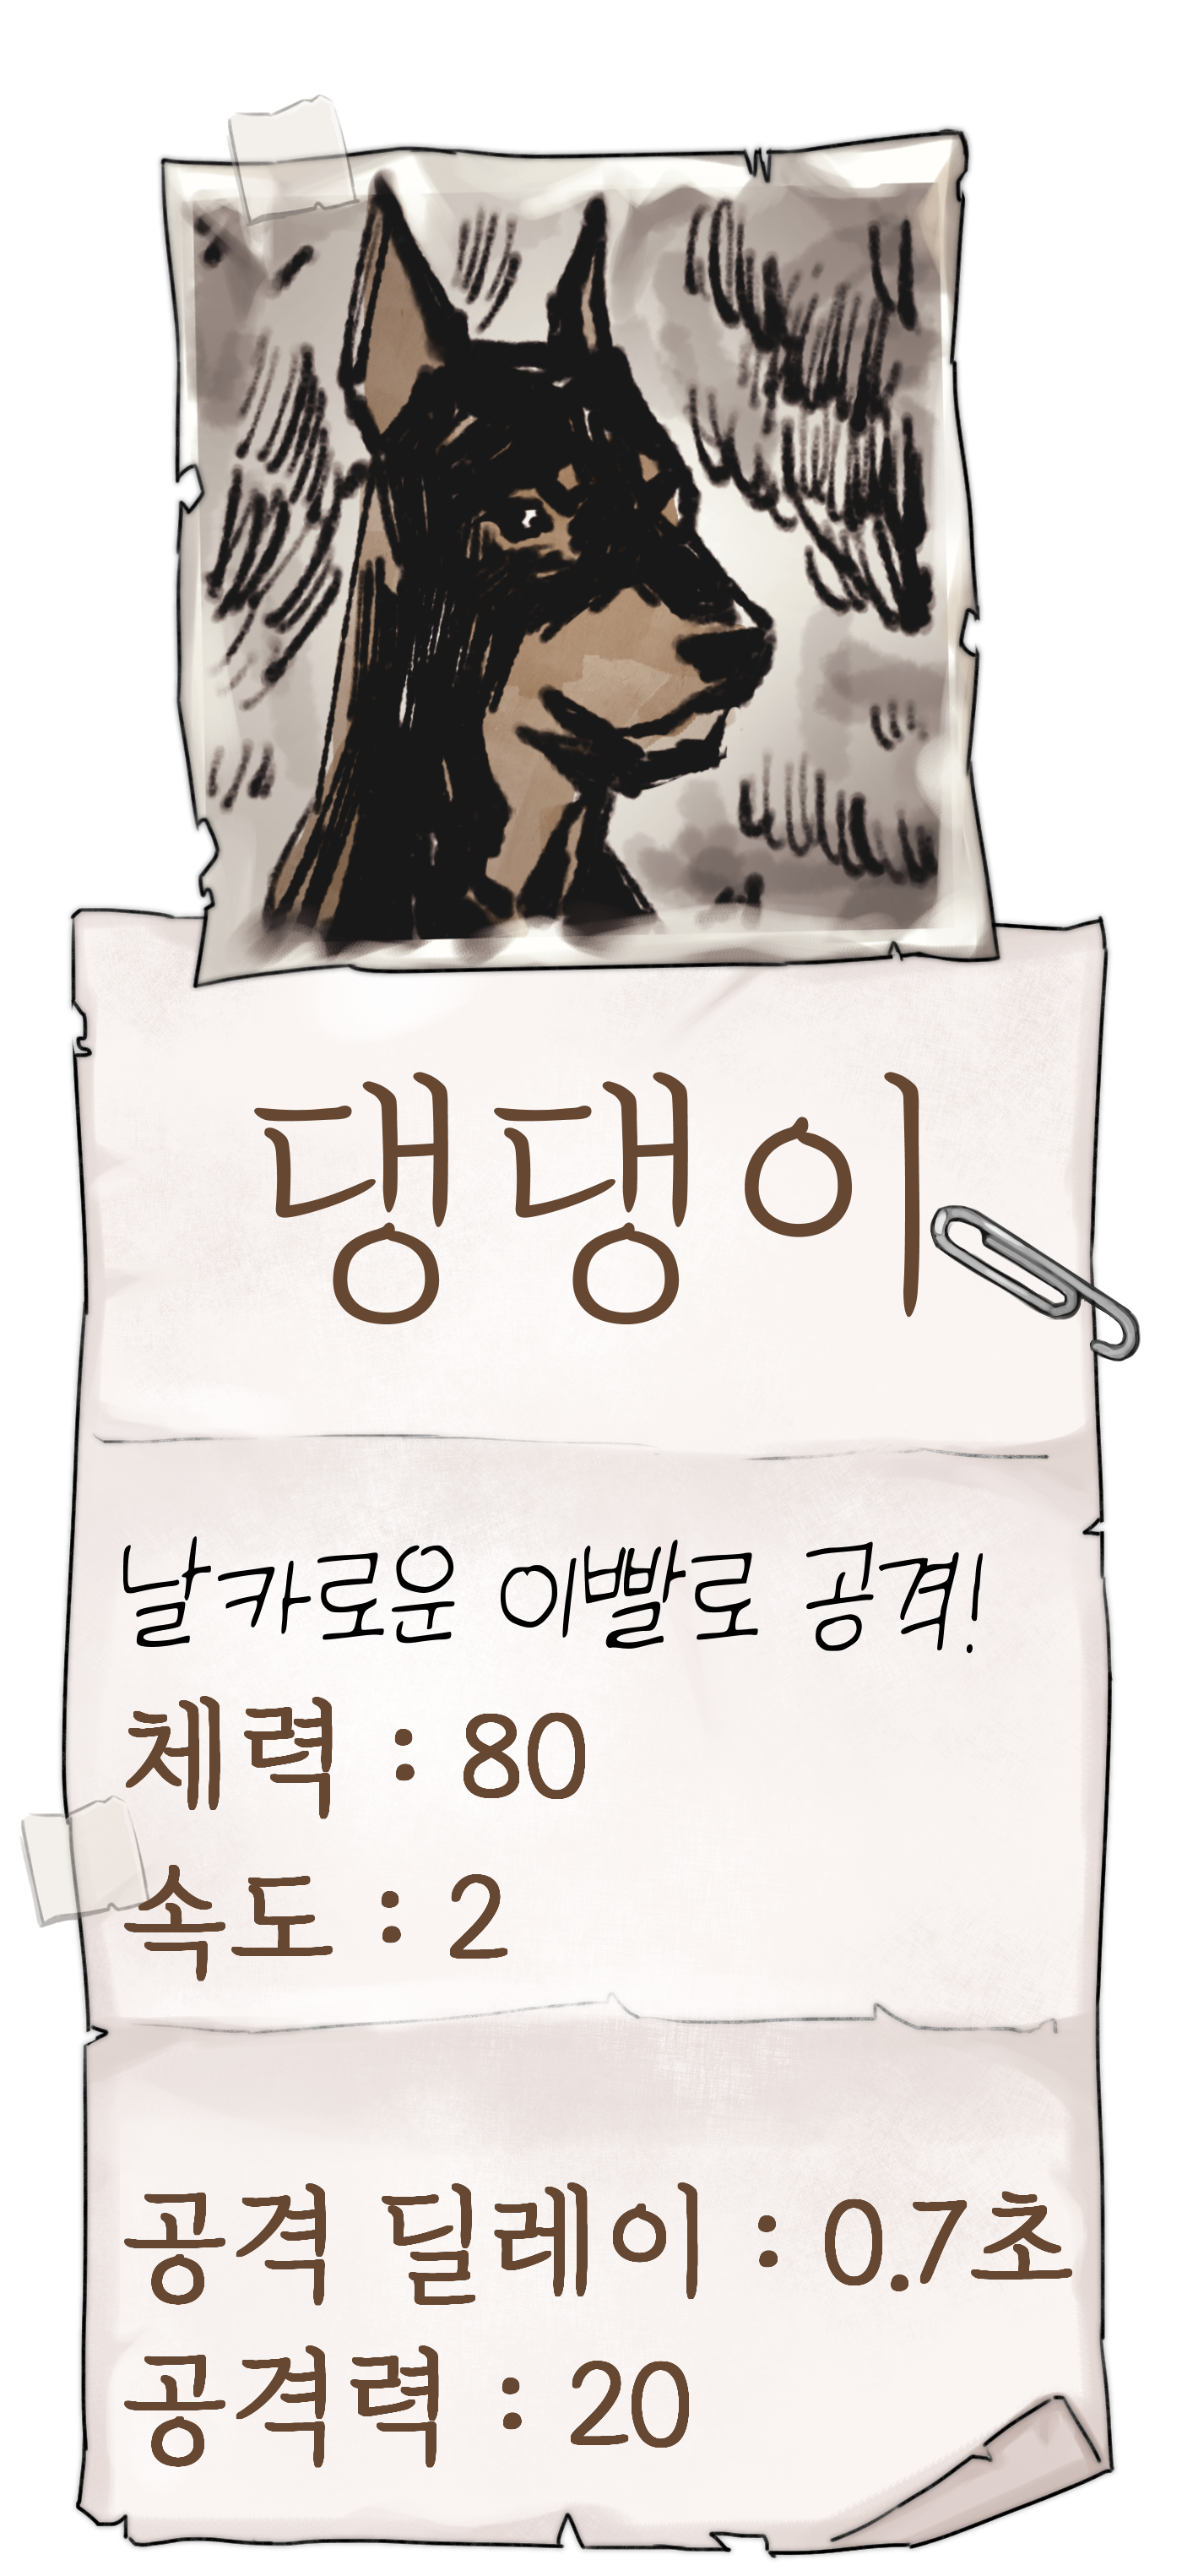 댕댕이
날카로운 이빨로 공격!
체력 : 80
속도 : 2
공격 딜레이 : 0.7초
공격력 : 20